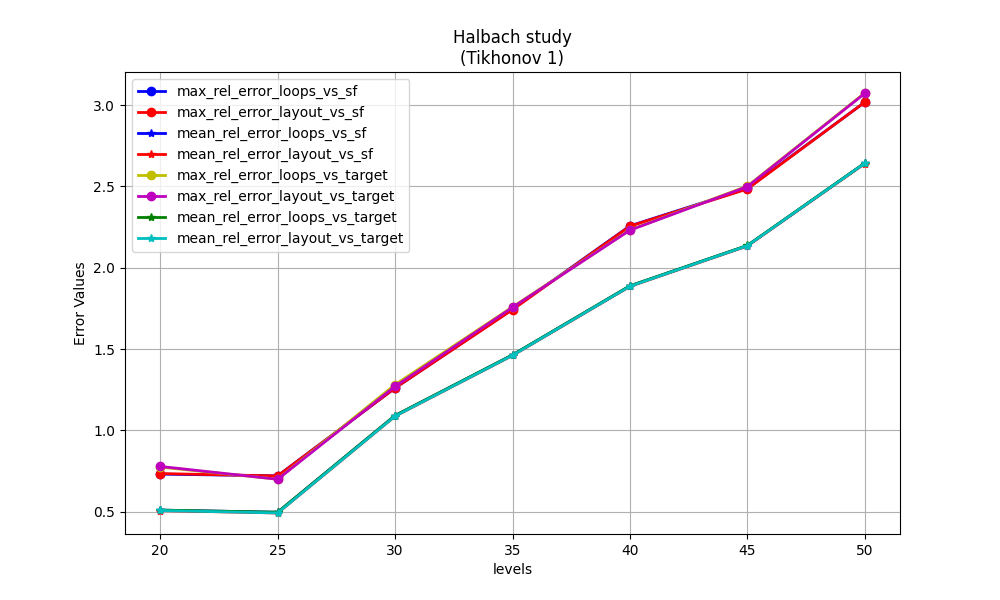 Halbach study
(Tikhonov 1)
max_rel_error_loops_vs_sf
max_rel_error_layout_vs_sf
mean_rel_error_loops_vs_sf
mean_rel_error_layout_vs_sf
max_rel_error_loops_vs_target
max_rel_error_layout_vs_target
mean_rel_error_loops_vs_target
mean_rel_error_layout_vs_target
Error Values
3.0
2.5
2.0
1.5
1.0
0.5
20 25 30 35 40 45 50
levels